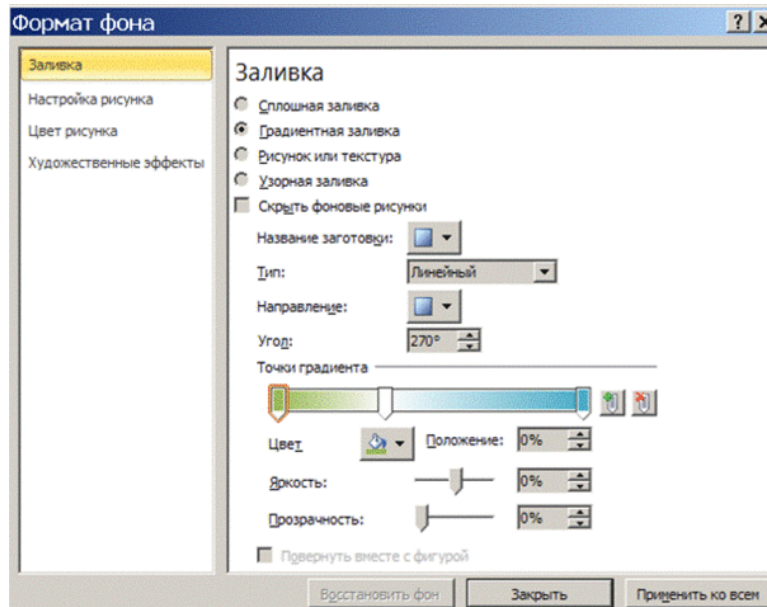 Формат фона
Заливка
Настройка рисунка
Цвет рисунка
Художественные эффекты
Заливка
Сплошная заливка
Градиентная заливка
Рисунок или текстура
Узорная заливка
Скрыть фоновые рисунки
Название заготовки:
Тип: Линейный
Направление:
Угол: 270°
Точки градиента
Цвет Положение: 0%
Яркость: 0%
Прозрачность: 0%
Повернуть вместе с фигурой
Восстановить фон Закрыть Применить ко всем